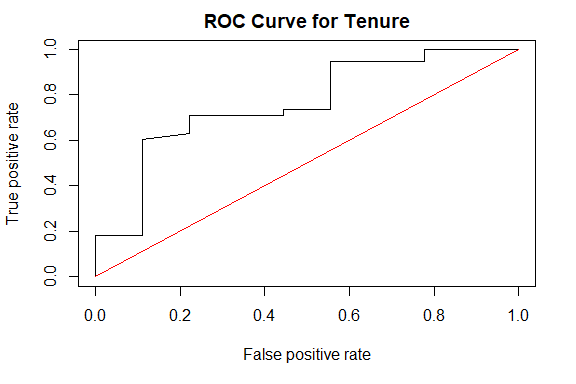 ROC Curve for Tenure
True positive rate
1.0
0.8
0.6
0.4
0.2
0.0
0.0 0.2 0.4 0.6 0.8 1.0
False positive rate